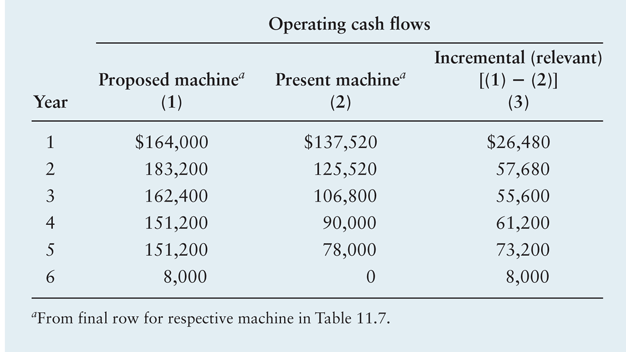 Operating cash flows
Incremental (relevant)
Proposed machineᵃ Present machineᵃ [(1) − (2)]
Year (1) (2) (3)
1 $164,000 $137,520 $26,480
2 183,200 125,520 57,680
3 162,400 106,800 55,600
4 151,200 90,000 61,200
5 151,200 78,000 73,200
6 8,000 0 8,000
ᵃFrom final row for respective machine in Table 11.7.